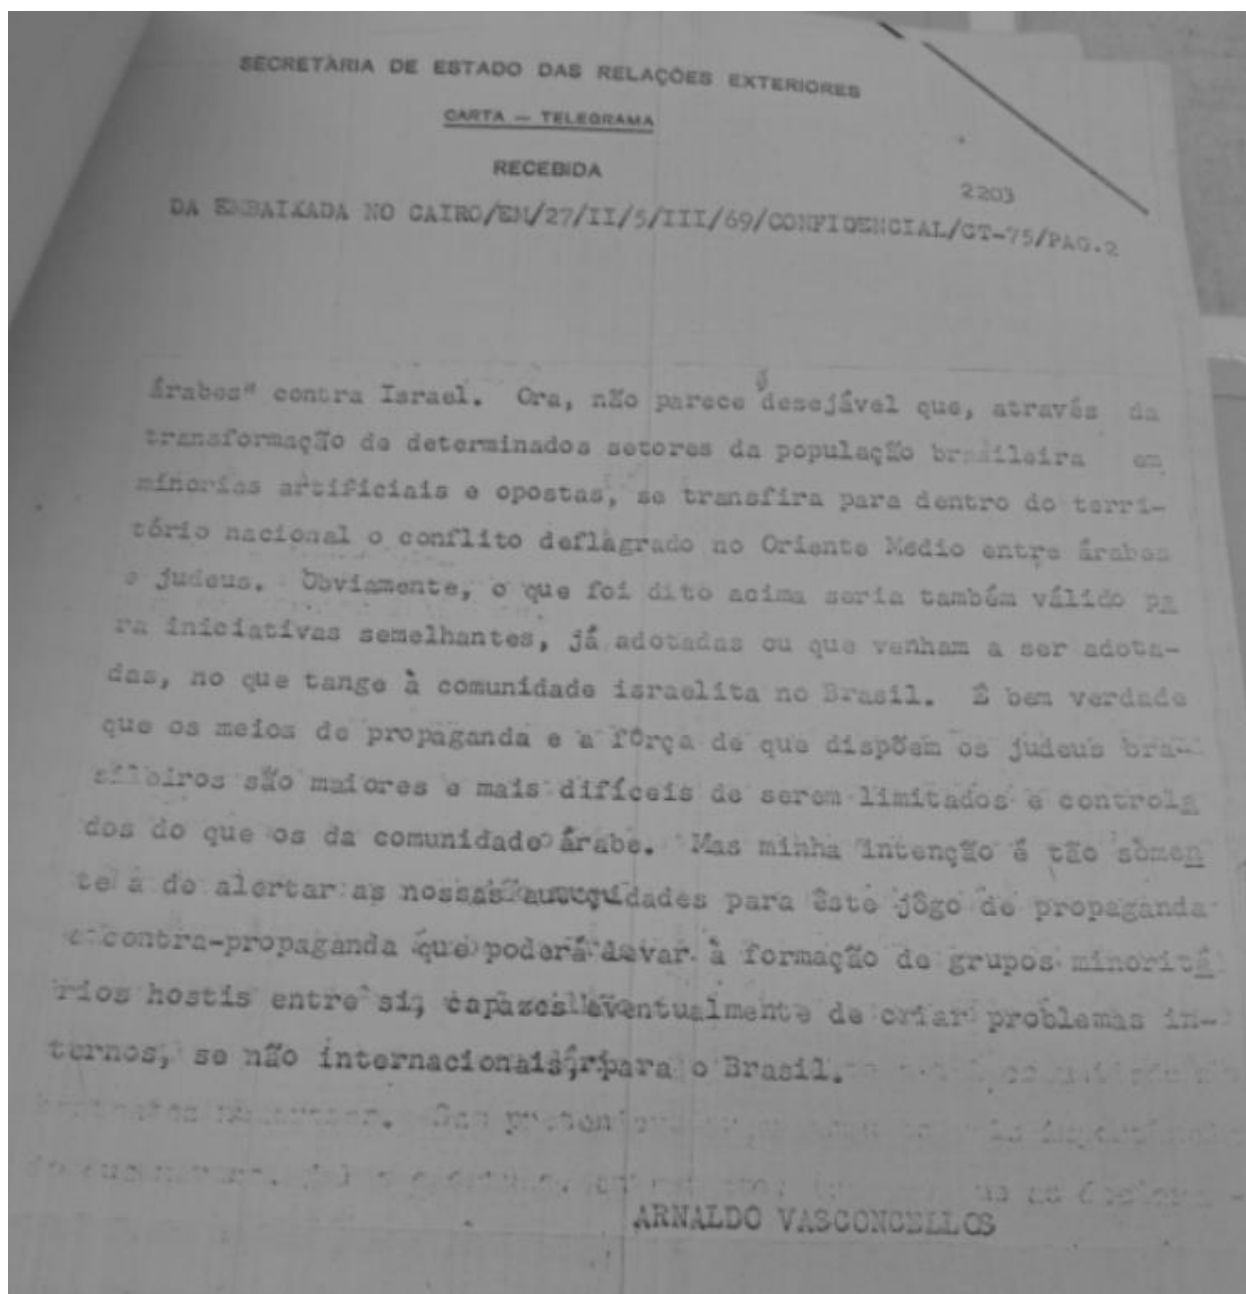 SECRETÀRIA DE ESTADO DAS RELAÇÕES EXTERIORES
CARTA — TELEGRAMA
RECEBIDA
2203
DA EMBAIXADA NO CAIRO/EM/27/II/5/III/69/CONFIDENCIAL/CT-75/PAG.2
Árabes" contra Israel. Ora, não parece desejável que, através da
transformação de determinados setores da população brasileira em
minorias artificiais e opostas, se transfira para dentro do terri-
tório nacional o conflito deflagrado no Oriente Medio entre árabes
e judeus. Obviamente, o que foi dito acima seria também válido pa
ra iniciativas semelhantes, já adotadas ou que venham a ser adota-
das, no que tange à comunidade israelita no Brasil. É bem verdade
que os meios de propaganda e a fôrça de que dispõem os judeus bra-
sileiros são maiores e mais difíceis de serem limitados e controla
dos do que os da comunidade árabe. Mas minha intenção é tão sòmen
te a de alertar as nossas autoridades para êste jôgo de propaganda
e contra-propaganda que poderá levar à formação de grupos minoritá
rios hostis entre si, capazes eventualmente de criar problemas in-
ternos, se não internacionais, para o Brasil.
ARNALDO VASCONCELLOS